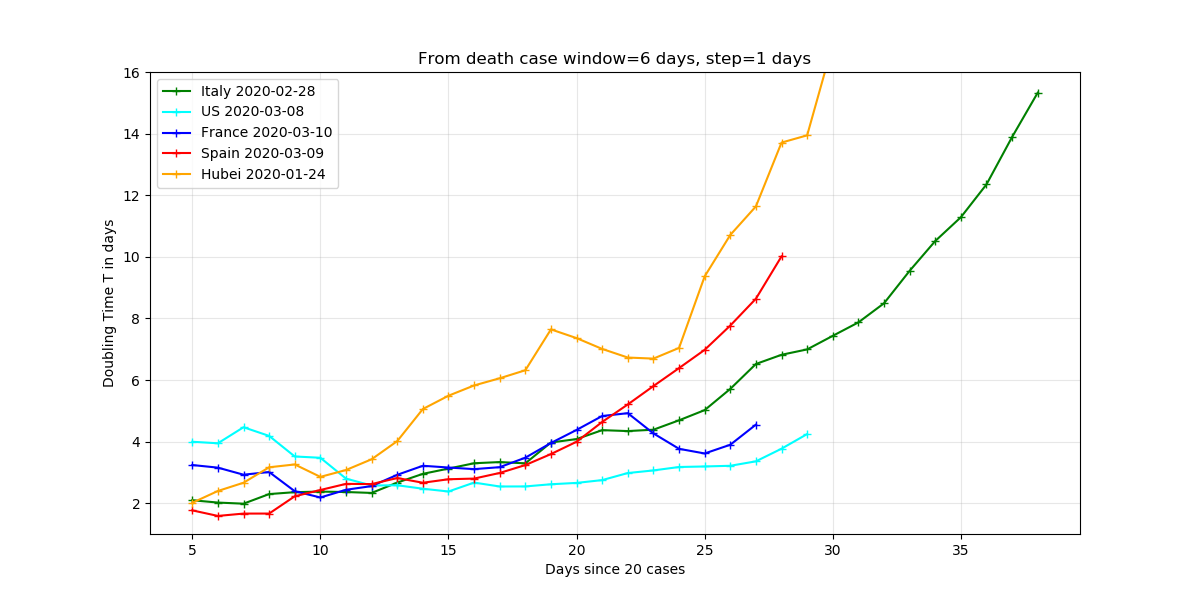 From death case window=6 days, step=1 days
Italy 2020-02-28
US 2020-03-08
France 2020-03-10
Spain 2020-03-09
Hubei 2020-01-24
Doubling Time T in days
16
14
12
10
8
6
4
2
5 10 15 20 25 30 35
Days since 20 cases